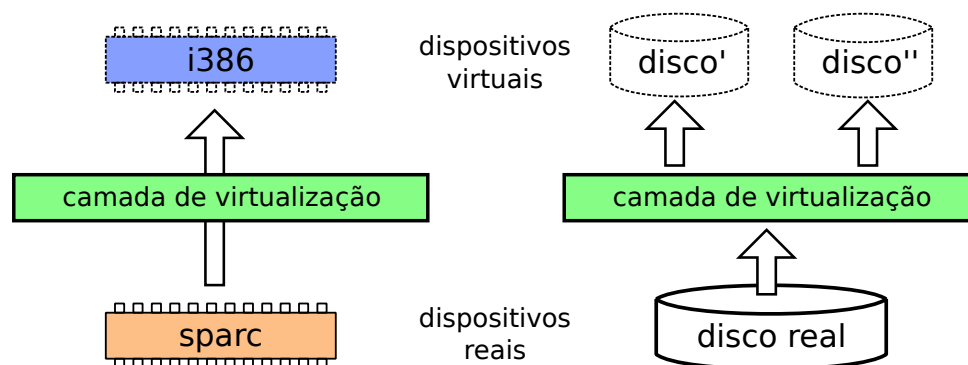 i386
dispositivos
virtuais
disco'
disco''
camada de virtualização
camada de virtualização
sparc
dispositivos
reais
disco real